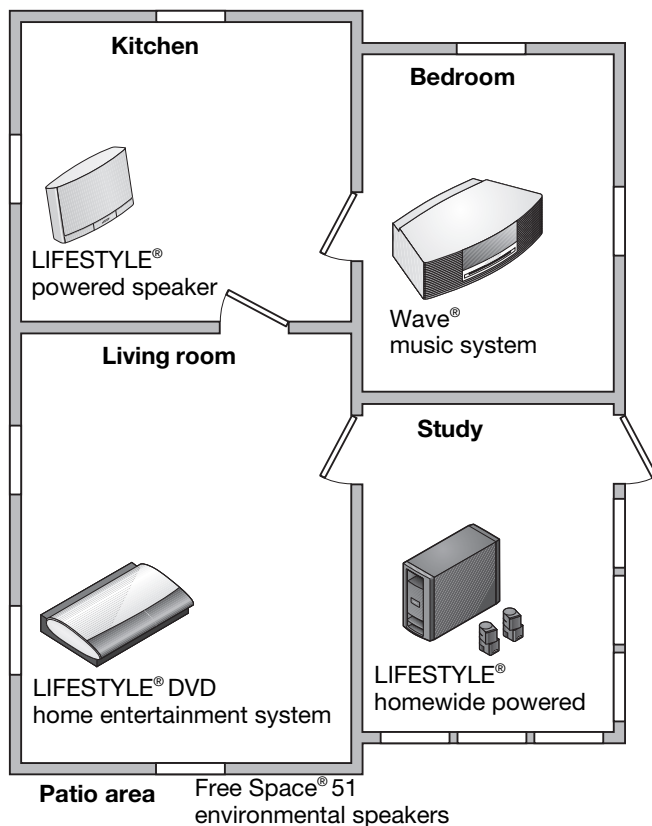 Kitchen
LIFESTYLE®
powered speaker
Bedroom
Wave®
music system
Living room
LIFESTYLE® DVD
home entertainment system
Study
LIFESTYLE®
homewide powered
Patio area
Free Space® 51
environmental speakers